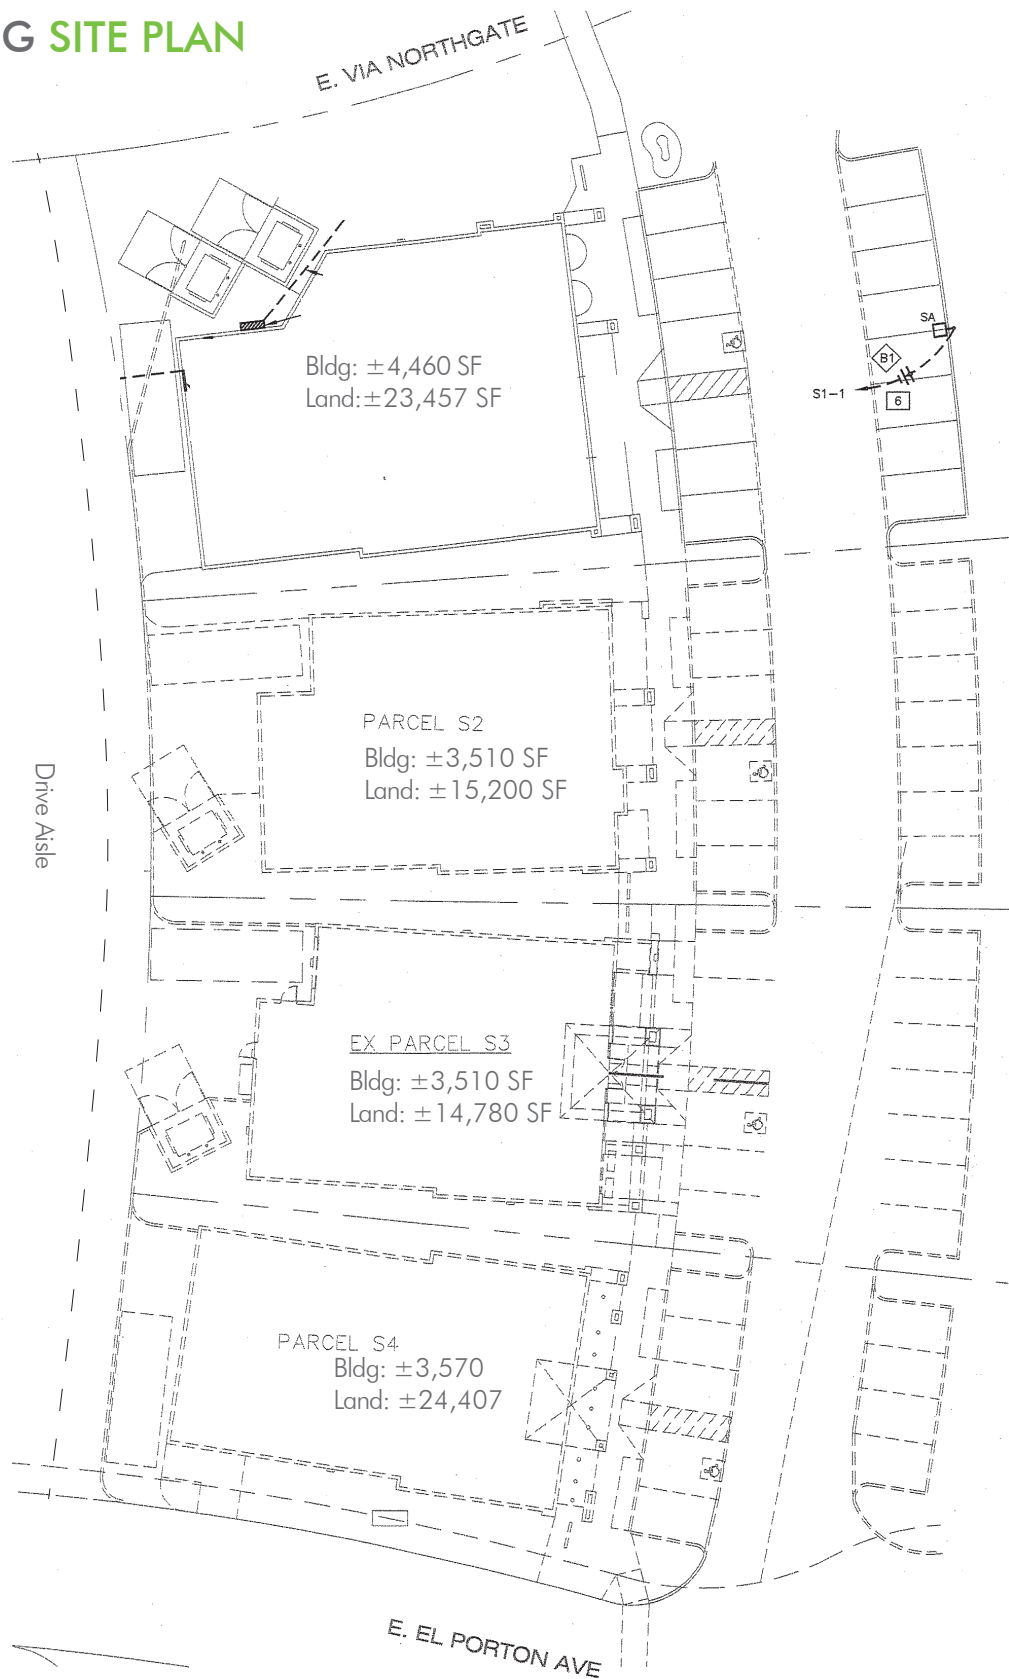 G SITE PLAN
E. VIA NORTHGATE
Bldg: ±4,460 SF
Land:±23,457 SF
SA
B1
S1-1
6
PARCEL S2
Bldg: ±3,510 SF
Land: ±15,200 SF
Drive Aisle
EX PARCEL S3
Bldg: ±3,510 SF
Land: ±14,780 SF
PARCEL S4
Bldg: ±3,570
Land: ±24,407
E. EL PORTON AVE